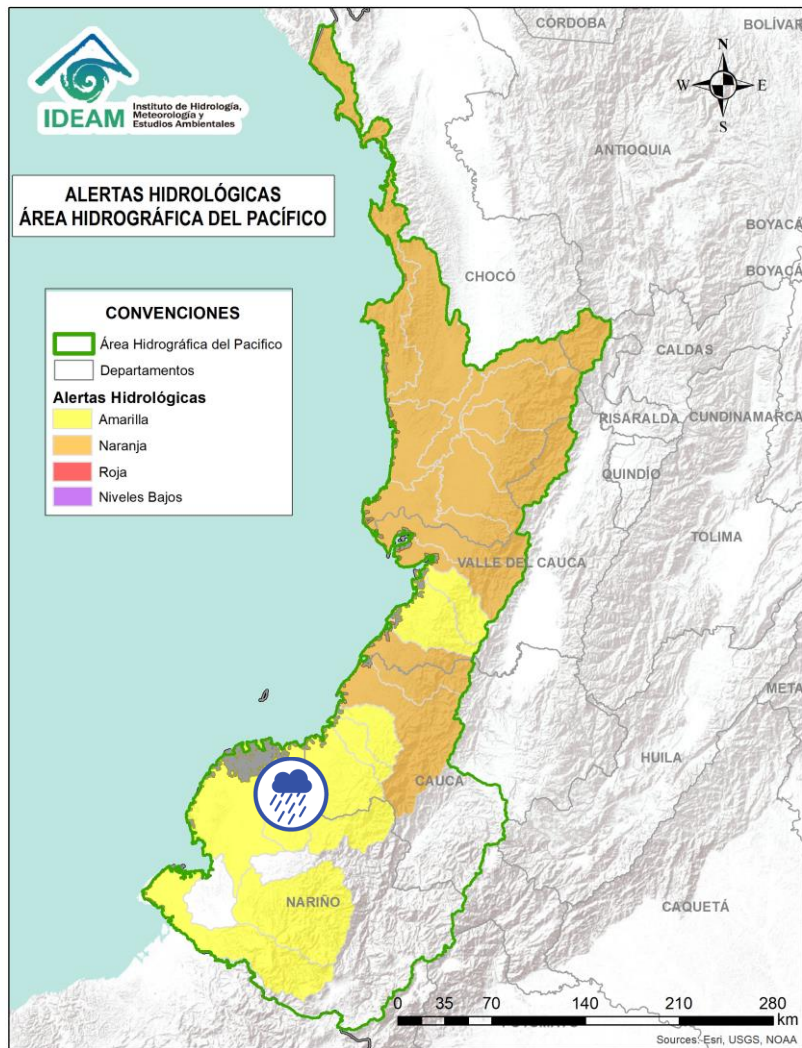 IDEAM
Instituto de Hidrología,
Meteorología y
Estudios Ambientales
ALERTAS HIDROLÓGICAS
ÁREA HIDROGRÁFICA DEL PACÍFICO
CONVENCIONES
Área Hidrográfica del Pacifico
Departamentos
Alertas Hidrológicas
Amarilla
Naranja
Roja
Niveles Bajos
N
W
E
S
CÓRDOBA
BOLÍVAR
ANTIOQUIA
BOYACÁ
BOYACÁ
CHOCÓ
CALDAS
RISARALDA
CUNDINAMARCA
QUINDÍO
TOLIMA
VALLE DEL CAUCA
META
HUILA
CAUCA
NARIÑO
CAQUETÁ
0 35 70 140 210 280
km
Sources: Esri, USGS, NOAA